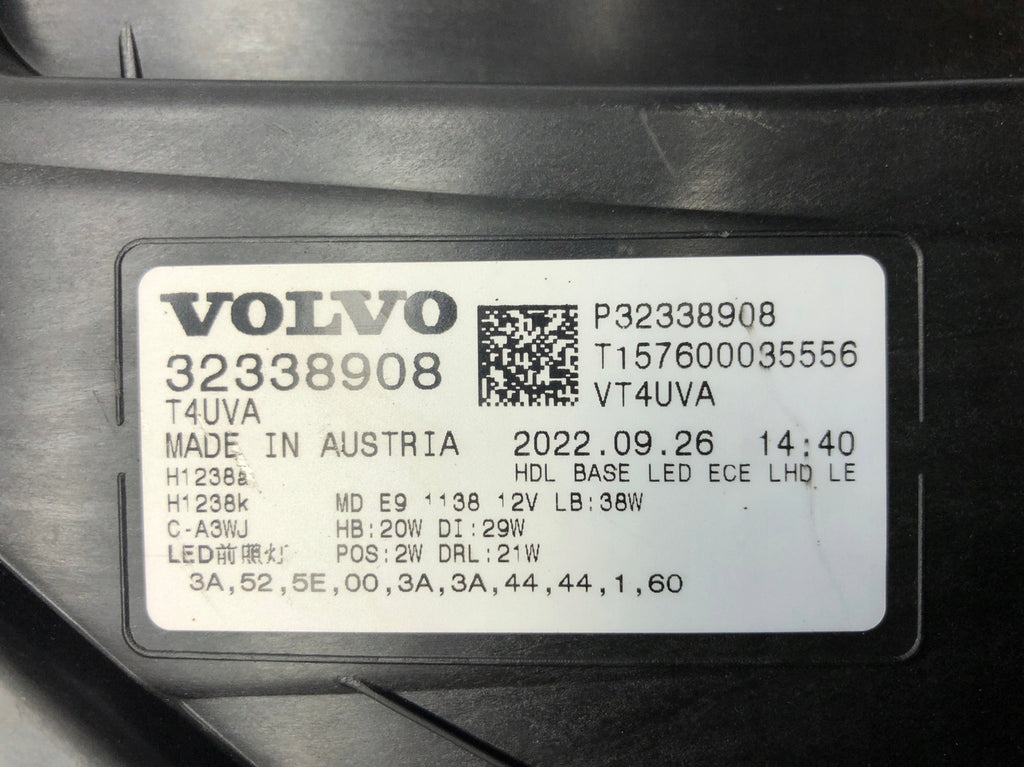 VOLVO
32338908
T4UVA
P32338908
T157600035556
VT4UVA
MADE IN AUSTRIA 2022.09.26 14:40
HDL BASE LED ECE LHD LE
H1238a
H1238k MD E9 1138 12V LB:38W
C-A3WJ HB:20W DI:29W
LED前照灯 POS:2W DRL:21W
3A,52,5E,00,3A,3A,44,44,1,60